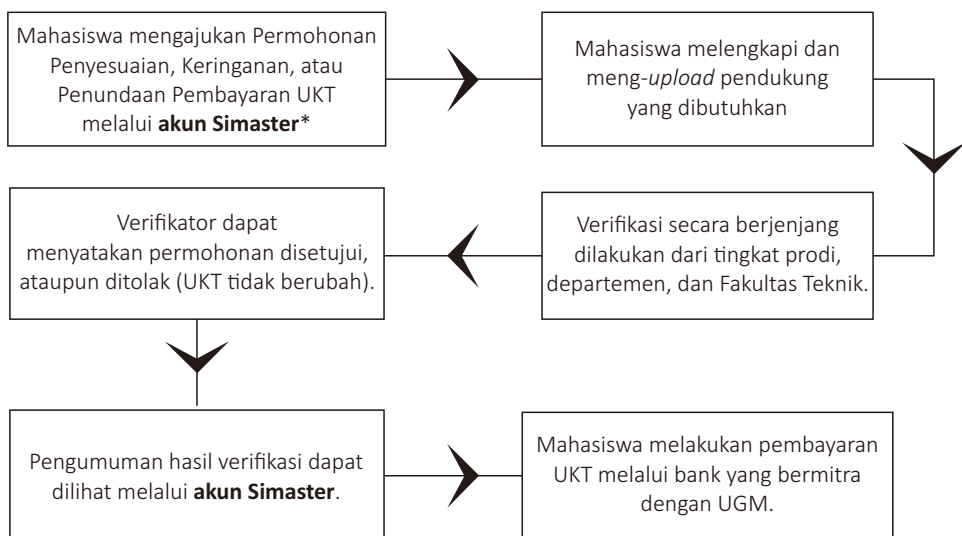 Mahasiswa mengajukan Permohonan
Penyesuaian, Keringanan, atau
Penundaan Pembayaran UKT
melalui akun Simaster*
Mahasiswa melengkapi dan
meng-upload pendukung
yang dibutuhkan
Verifikasi secara berjenjang
dilakukan dari tingkat prodi,
departemen, dan Fakultas Teknik.
Verifikator dapat
menyatakan permohonan disetujui,
ataupun ditolak (UKT tidak berubah).
Pengumuman hasil verifikasi dapat
dilihat melalui akun Simaster.
Mahasiswa melakukan pembayaran
UKT melalui bank yang bermitra
dengan UGM.